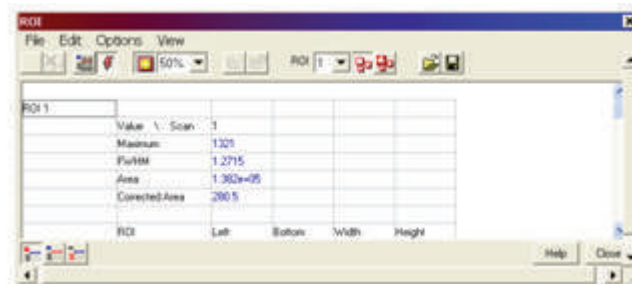 ROI
File Edit Options View
50% ROI 1
ROI 1
Value \ Scan 1
Maximum 1321
FWHM 1.2715
Area 1.382e+05
Corrected Area 280.5
ROI Left Bottom Width Height
Help Close